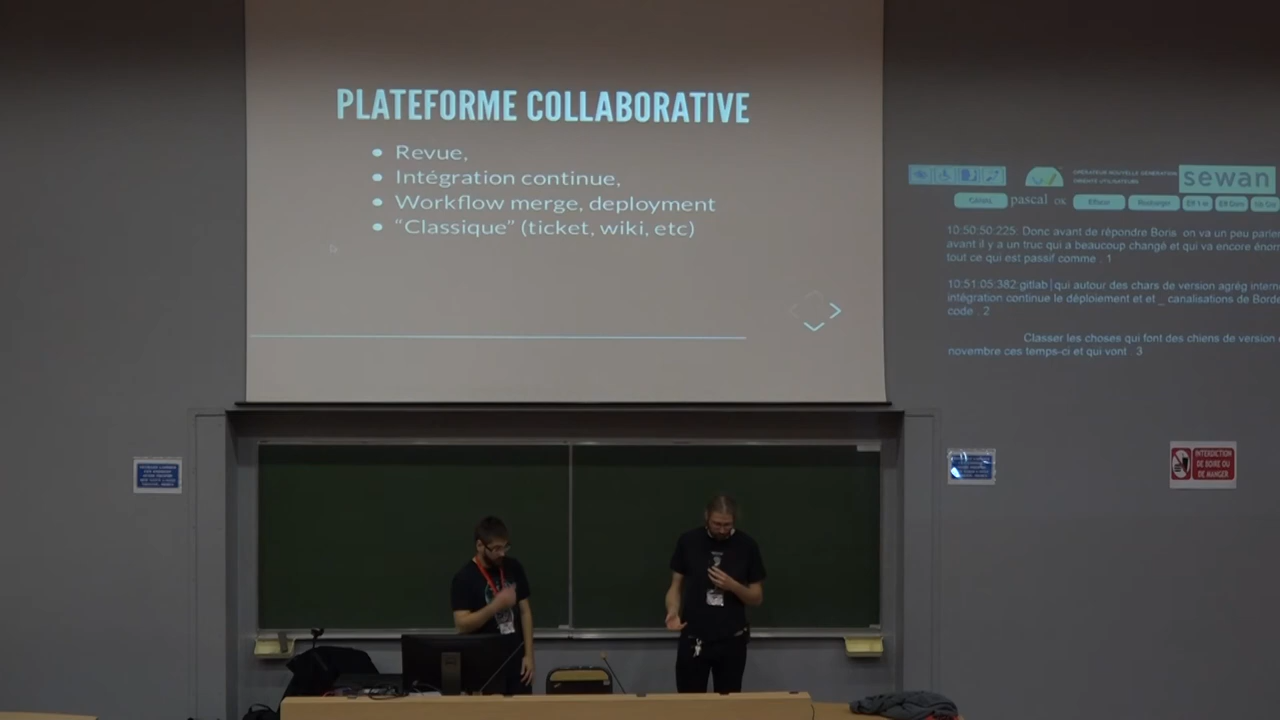 PLATEFORME COLLABORATIVE
Revue,
Intégration continue,
Workflow merge, deployment
“Classique” (ticket, wiki, etc)
OPÉRATEUR NOUVELLE GÉNÉRATION
sewan
pascal OK
Effacer
10:50:50:225: Donc avant de répondre Boris on va un peu parler
avant il y a un truc qui a beaucoup changé et qui va encore énor
tout ce qui est passif comme . 1
10:51:05:382:gitlab qui autour des chars de version agrég intern
intégration continue le déploiement et et _ canalisations de Borde
code . 2
Classer les choses qui font des chiens de version
novembre ces temps-ci et qui vont . 3
INTERDICTION
DE BOIRE OU
DE MANGER